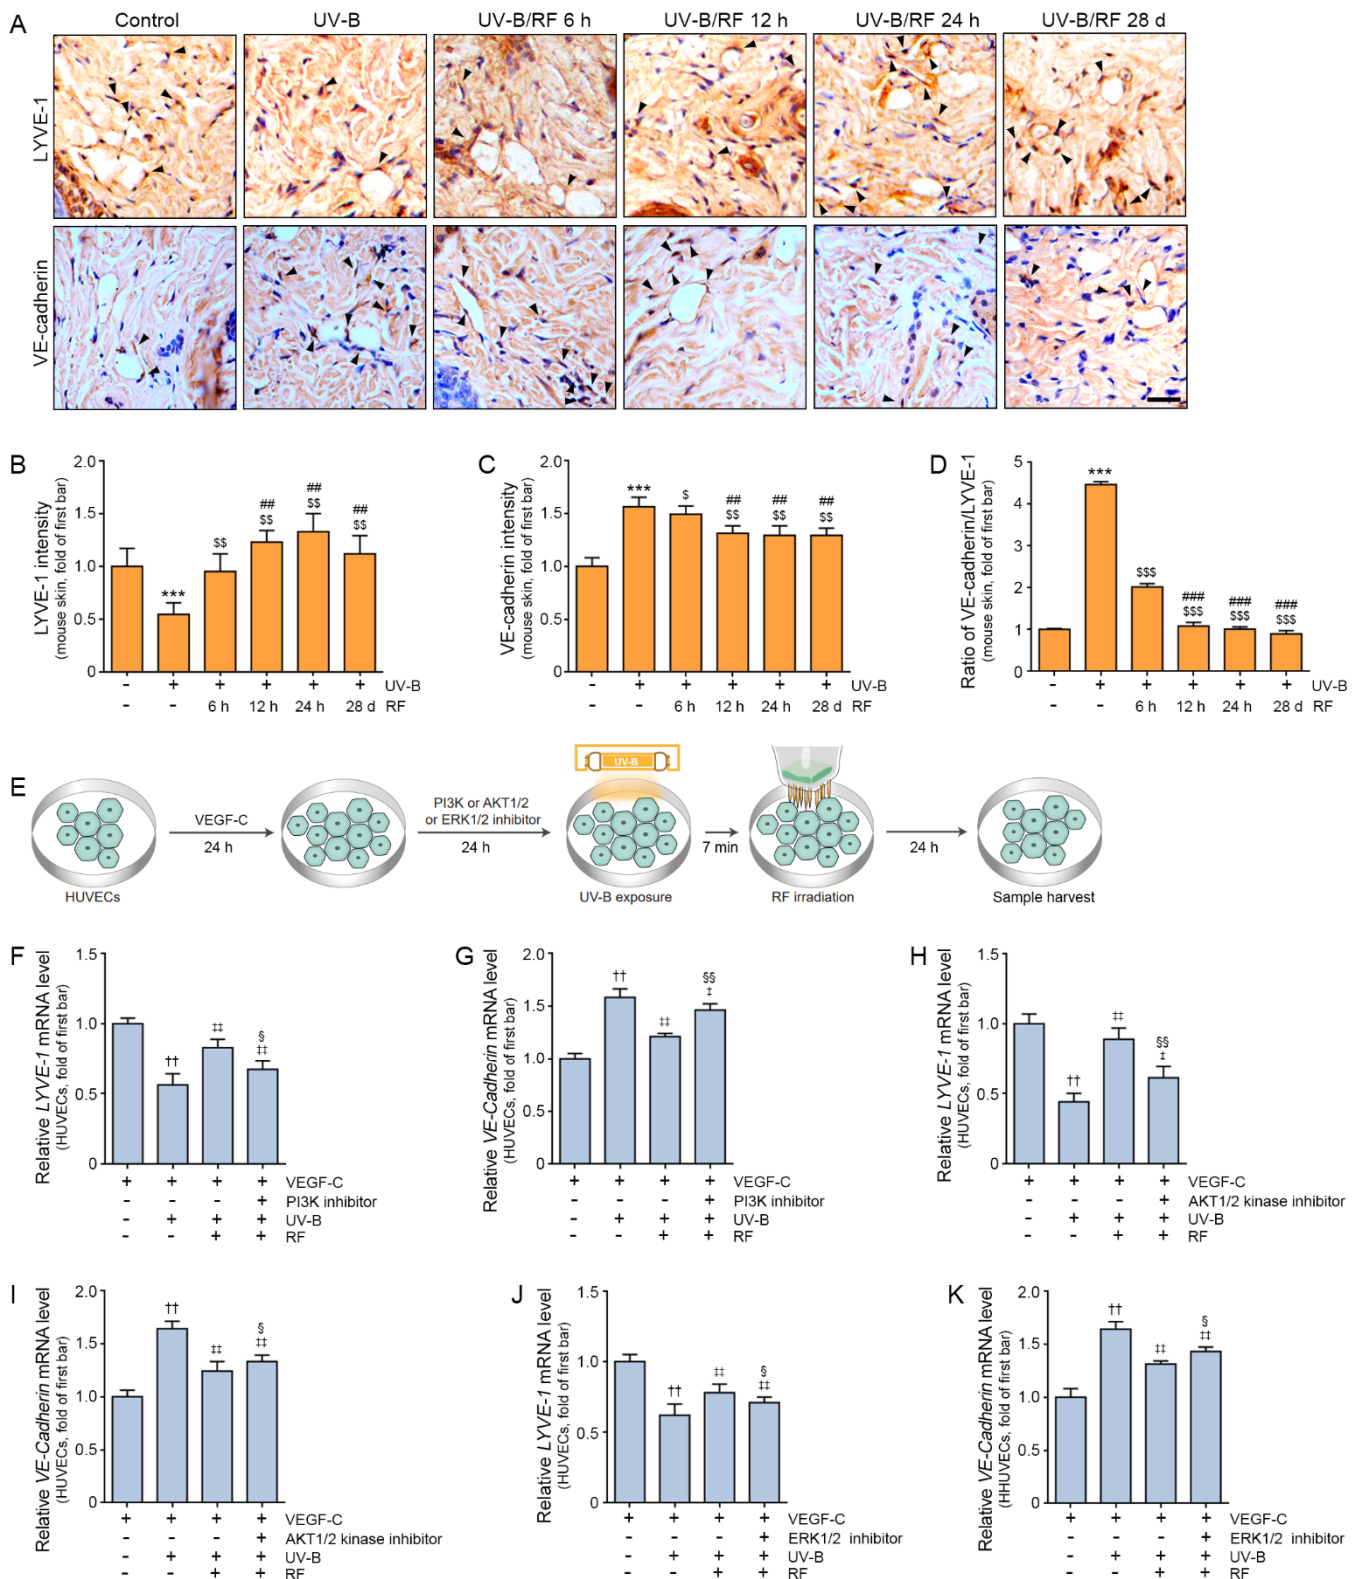 A
Control
UV-B
UV-B/RF 6 h
UV-B/RF 12 h
UV-B/RF 24 h
UV-B/RF 28 d
LYVE-1
VE-cadherin
B
LYVE-1 intensity
(mouse skin, fold of first bar)
2.0
1.5
1.0
0.5
0
***
$$
##
$$
##
$$
##
$$
- + + + + + UV-B
- - 6 h 12 h 24 h 28 d RF
C
VE-cadherin intensity
(mouse skin, fold of first bar)
2.0
1.5
1.0
0.5
0
***
$
##
$$
##
$$
##
$$
- + + + + + UV-B
- - 6 h 12 h 24 h 28 d RF
D
Ratio of VE-cadherin/LYVE-1
(mouse skin, fold of first bar)
5
4
5
2
1
0
***
$$$
###
$$$
###
$$$
###
$$$
- + + + + + UV-B
- - 6 h 12 h 24 h 28 d RF
E
HUVECs
VEGF-C
24 h
PI3K or AKT1/2
or ERK1/2 inhibitor
24 h
UV-B
UV-B exposure
7 min
RF irradiation
24 h
Sample harvest
F
Relative LYVE-1 mRNA level
(HUVECs, fold of first bar)
1.5
1.0
0.5
0
††
‡‡
§
‡‡
+ + + + VEGF-C
- - - + PI3K inhibitor
- + + + UV-B
- - + + RF
G
Relative VE-Cadherin mRNA level
(HUVECs, fold of first bar)
2.0
1.5
1.0
0.5
0
††
‡‡
§§
‡
+ + + + VEGF-C
- - - + PI3K inhibitor
- + + + UV-B
- - + + RF
H
Relative LYVE-1 mRNA level
(HUVECs, fold of first bar)
1.5
1.0
0.5
0
††
‡‡
§§
‡
+ + + + VEGF-C
- - - + AKT1/2 kinase inhibitor
- + + + UV-B
- - + + RF
I
Relative VE-Cadherin mRNA level
(HUVECs, fold of first bar)
2.0
1.5
1.0
0.5
0
††
‡‡
§
‡‡
+ + + + VEGF-C
- - - + AKT1/2 kinase inhibitor
- + + + UV-B
- - + + RF
J
Relative LYVE-1 mRNA level
(HUVECs, fold of first bar)
1.5
1.0
0.5
0
††
‡‡
§
‡‡
+ + + + VEGF-C
- - - + ERK1/2 inhibitor
- + + + UV-B
- - + + RF
K
Relative VE-Cadherin mRNA level
(HHUVECs, fold of first bar)
2.0
1.5
1.0
0.5
0
††
‡‡
§
‡‡
+ + + + VEGF-C
- - - + ERK1/2 inhibitor
- + + + UV-B
- - + + RF